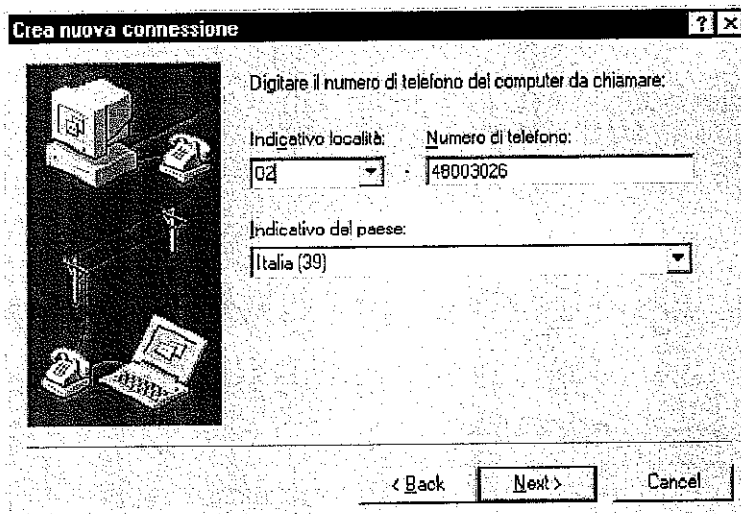 Crea nuova connessione
Digitare il numero di telefono del computer da chiamare:
Indicativo località: Numero di telefono:
02 - 48003026
Indicativo del paese:
Italia (39)
< Back Next > Cancel